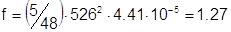 f = (5/48) · 526² · 4.41·10⁻⁵ = 1.27